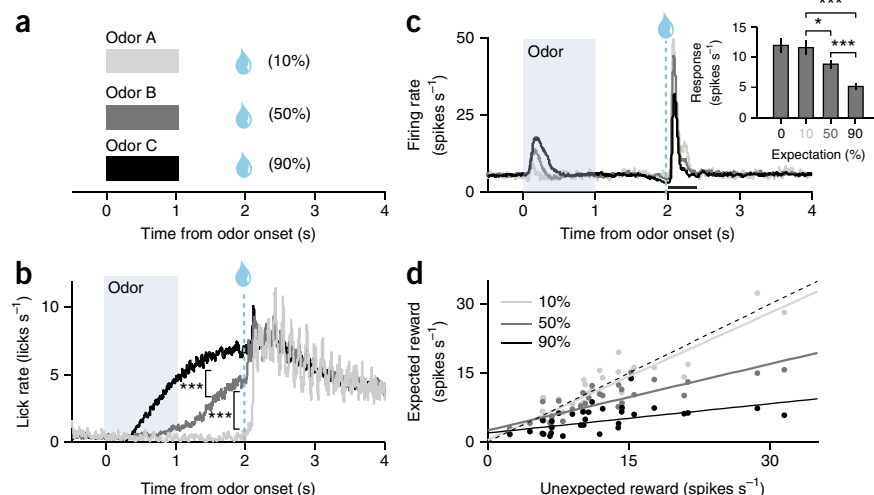 a
Odor A
(10%)
Odor B
(50%)
Odor C
(90%)
0 1 2 3 4
Time from odor onset (s)
b
Odor
***
***
10
5
0
Lick rate (licks s⁻¹)
0 1 2 3 4
Time from odor onset (s)
c
Odor
50
25
0
Firing rate
(spikes s⁻¹)
0 1 2 3 4
Time from odor onset (s)
***
*
***
15
10
5
0
Response
(spikes s⁻¹)
0 10 50 90
Expectation (%)
d
10%
50%
90%
30
15
0
Expected reward
(spikes s⁻¹)
0 15 30
Unexpected reward (spikes s⁻¹)